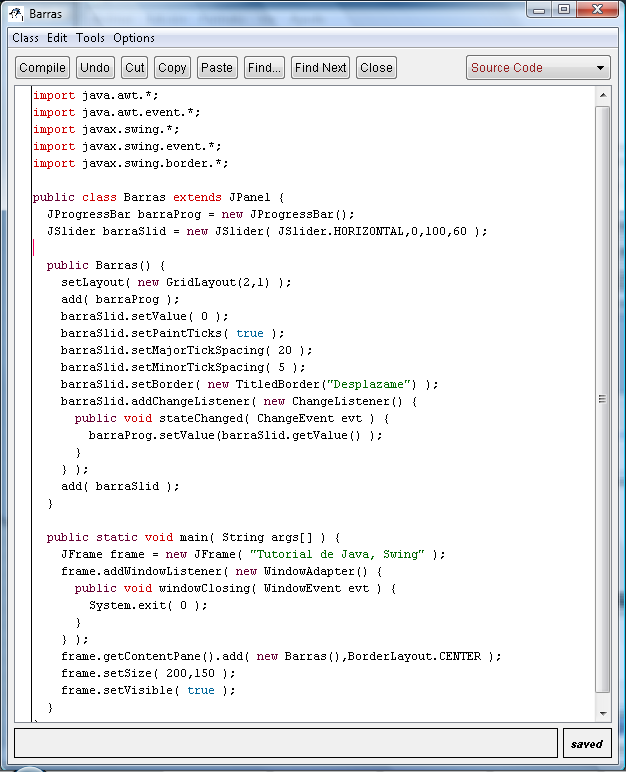 Barras
Class Edit Tools Options
Compile Undo Cut Copy Paste Find... Find Next Close Source Code
import java.awt.*;
import java.awt.event.*;
import javax.swing.*;
import javax.swing.event.*;
import javax.swing.border.*;
public class Barras extends JPanel {
JProgressBar barraProg = new JProgressBar();
JSlider barraSlid = new JSlider( JSlider.HORIZONTAL,0,100,60 );
public Barras() {
setLayout( new GridLayout(2,1) );
add( barraProg );
barraSlid.setValue( 0 );
barraSlid.setPaintTicks( true );
barraSlid.setMajorTickSpacing( 20 );
barraSlid.setMinorTickSpacing( 5 );
barraSlid.setBorder( new TitledBorder("Desplazame") );
barraSlid.addChangeListener( new ChangeListener() {
public void stateChanged( ChangeEvent evt ) {
barraProg.setValue(barraSlid.getValue() );
}
} );
add( barraSlid );
}
public static void main( String args[] ) {
JFrame frame = new JFrame( "Tutorial de Java, Swing" );
frame.addWindowListener( new WindowAdapter() {
public void windowClosing( WindowEvent evt ) {
System.exit( 0 );
}
} );
frame.getContentPane().add( new Barras(),BorderLayout.CENTER );
frame.setSize( 200,150 );
frame.setVisible( true );
}
saved